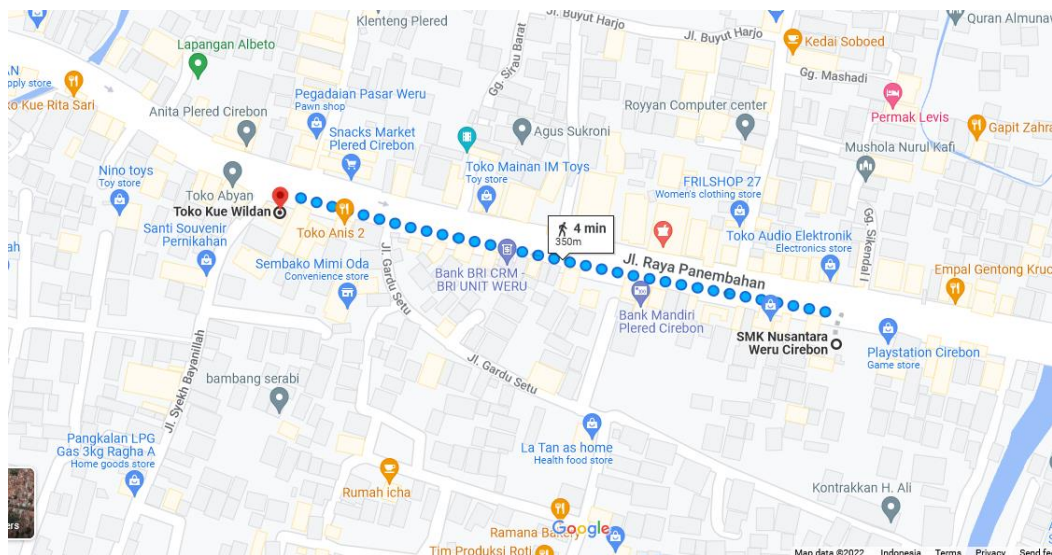 Klenteng Plered
Jl. Buyut Harjo
Jl. Buyut Harjo
Quran Almunaw
Lapangan Albeto
Kedai Soboed
Gg. Sirau Barat
Gg. Mashadi
AN
pply store
Pegadaian Pasar Weru
Pawn shop
ko Kue Rita Sari
Anita Plered Cirebon
Royyan Computer center
Permak Levis
Snacks Market
Plered Cirebon
Agus Sukroni
Gapit Zahra
Mushola Nurul Kafi
Nino toys
Toy store
Toko Mainan IM Toys
Toy store
FRILSHOP 27
Women's clothing store
Toko Abyan
Toko Kue Wildan
Santi Souvenir
Pernikahan
Toko Anis 2
4 min
350m
Toko Audio Elektronik
Electronics store
Gg. Sikendal I
Jl. Raya Panembahan
Sembako Mimi Oda
Convenience store
Jl. Gardu Setu
Bank BRI CRM -
BRI UNIT WERU
Empal Gentong Kruc
Bank Mandiri
Plered Cirebon
SMK Nusantara
Weru Cirebon
Playstation Cirebon
Game store
Jl. Syekh Bayanillah
Jl. Gardu Setu
bambang serabi
Pangkalan LPG
Gas 3kg Ragha A
Home goods store
La Tan as home
Health food store
Rumah icha
Kontrakkan H. Ali
ers
Ramana Bakery
Google
Tim Produksi Roti
Map data ©2022 Indonesia Terms Privacy Send fe